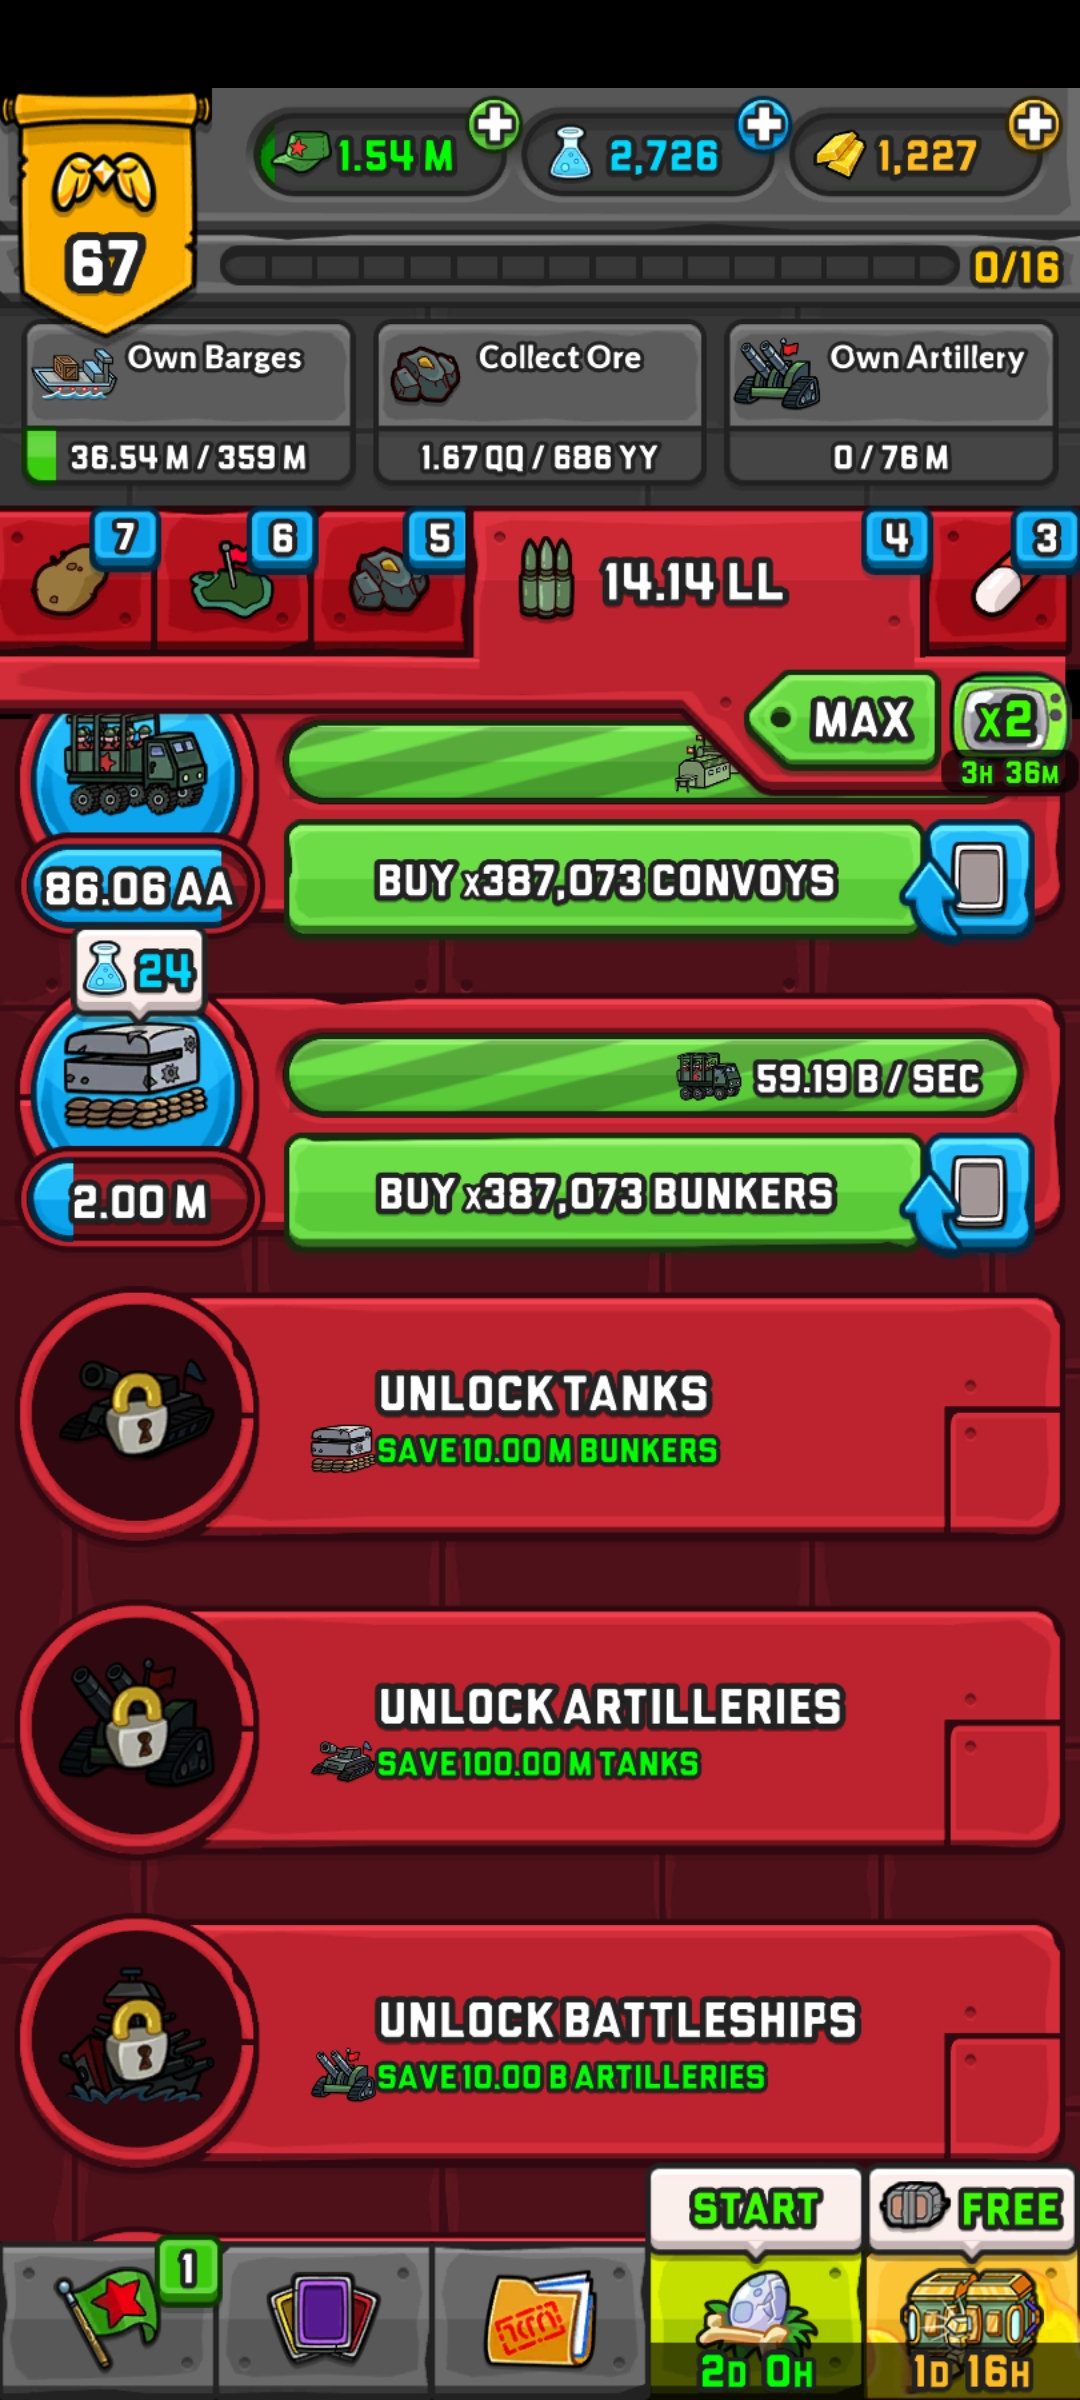 1.54 M
2,726
1,227
67
0/16
Own Barges
36.54 M / 359 M
Collect Ore
1.67 QQ / 686 YY
Own Artillery
0 / 76 M
7
6
5
14.14 LL
4
3
MAX
x2
3H 36M
86.06 AA
BUY x387,073 CONVOYS
24
59.19 B / SEC
2.00 M
BUY x387,073 BUNKERS
UNLOCK TANKS
SAVE 10.00 M BUNKERS
UNLOCK ARTILLERIES
SAVE 100.00 M TANKS
UNLOCK BATTLESHIPS
SAVE 10.00 B ARTILLERIES
START
FREE
1
2D 0H
1D 16H